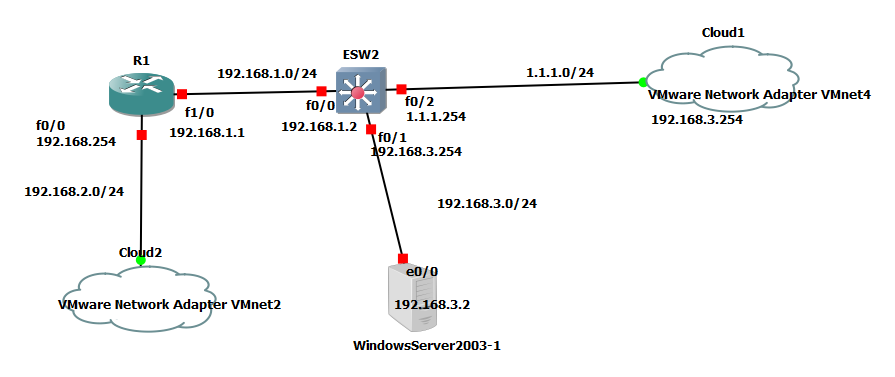 Cloud1
ESW2
R1
192.168.1.0/24
1.1.1.0/24
VMware Network Adapter VMnet4
f0/0
f0/2
f1/0
1.1.1.254
192.168.3.254
f0/0
192.168.1.2
192.168.1.1
f0/1
192.168.254
192.168.3.254
192.168.2.0/24
192.168.3.0/24
Cloud2
e0/0
VMware Network Adapter VMnet2
192.168.3.2
WindowsServer2003-1